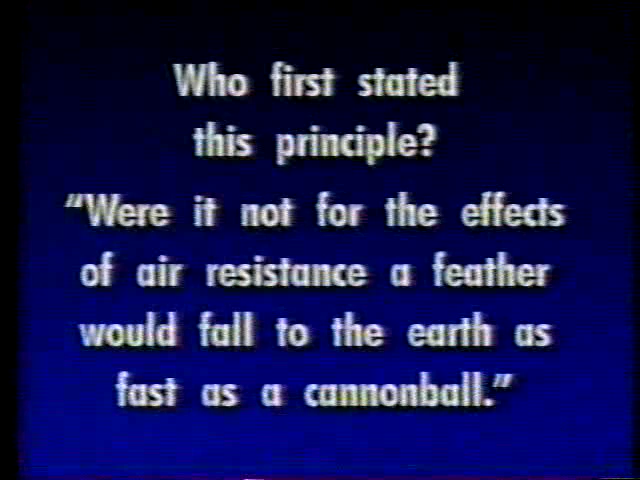 Who first stated
this principle?
“Were it not for the effects
of air resistance a feather
would fall to the earth as
fast as a cannonball.”